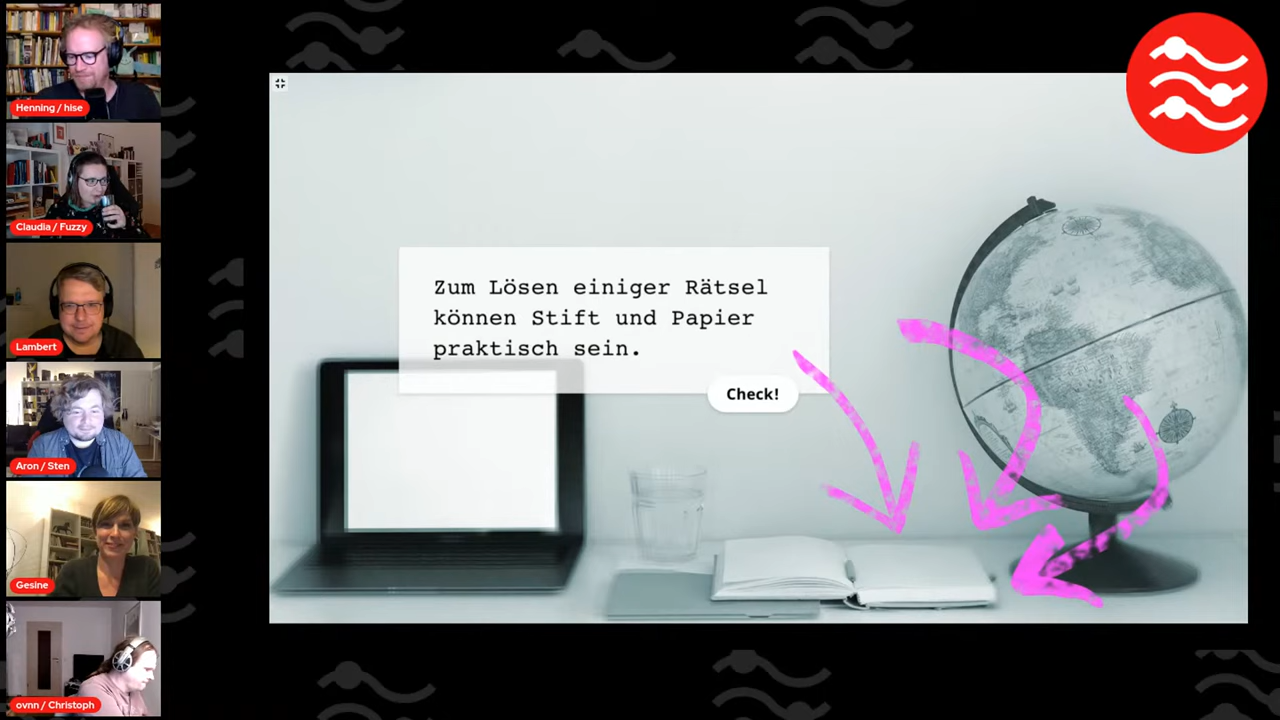 Henning / hise
Claudia / Fuzzy
Lambert
Aron / Sten
Gesine
ovnn / Christoph
Zum Lösen einiger Rätsel
können Stift und Papier
praktisch sein.
Check!